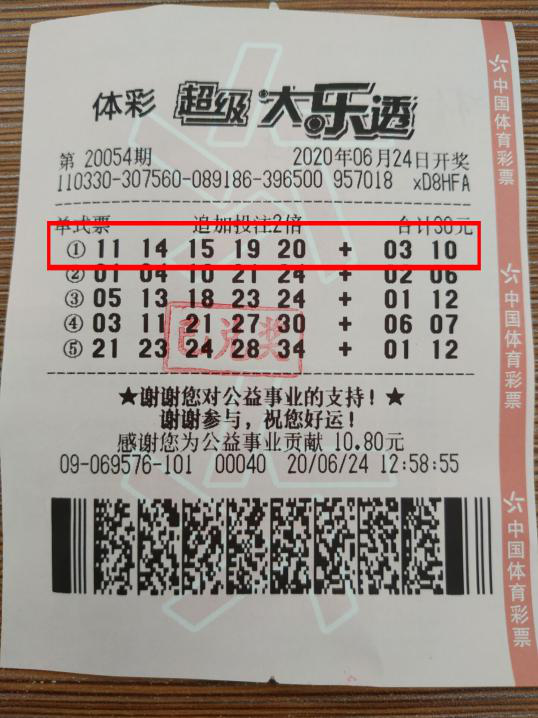 体彩 超级大乐透
第 20054期 2020年06月24日开奖
110330-307560-089186-396500 957018 xD8HFA
单式票 追加投注2倍 合计30元
① 11 14 15 19 20 + 03 10
② 01 04 10 21 24 + 02 06
③ 05 13 18 23 24 + 01 12
④ 03 11 21 27 30 + 06 07
⑤ 21 23 24 28 34 + 01 12
已兑奖
★谢谢您对公益事业的支持!★
谢谢参与,祝您好运!
感谢您为公益事业贡献 10.80元
09-069576-101 00040 20/06/24 12:58:55
中国体育彩票
中国体育彩票
中国体育彩票